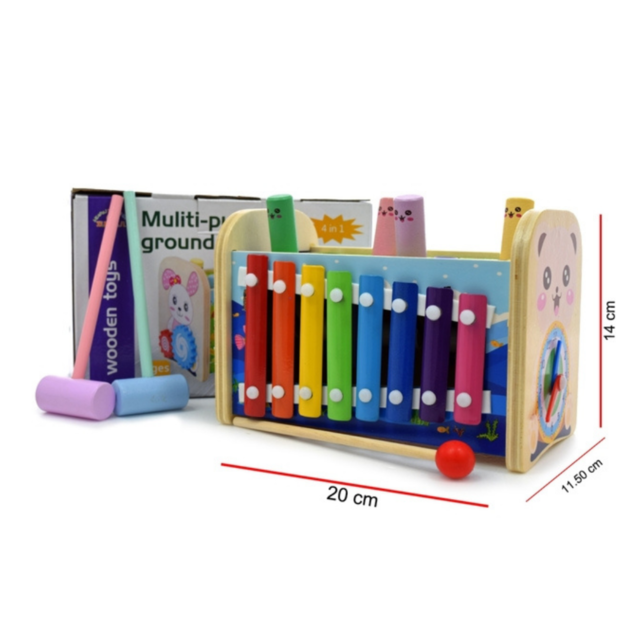 Muliti-pu
ground
4 in 1
wooden toys
ges
14 cm
20 cm
11.50 cm